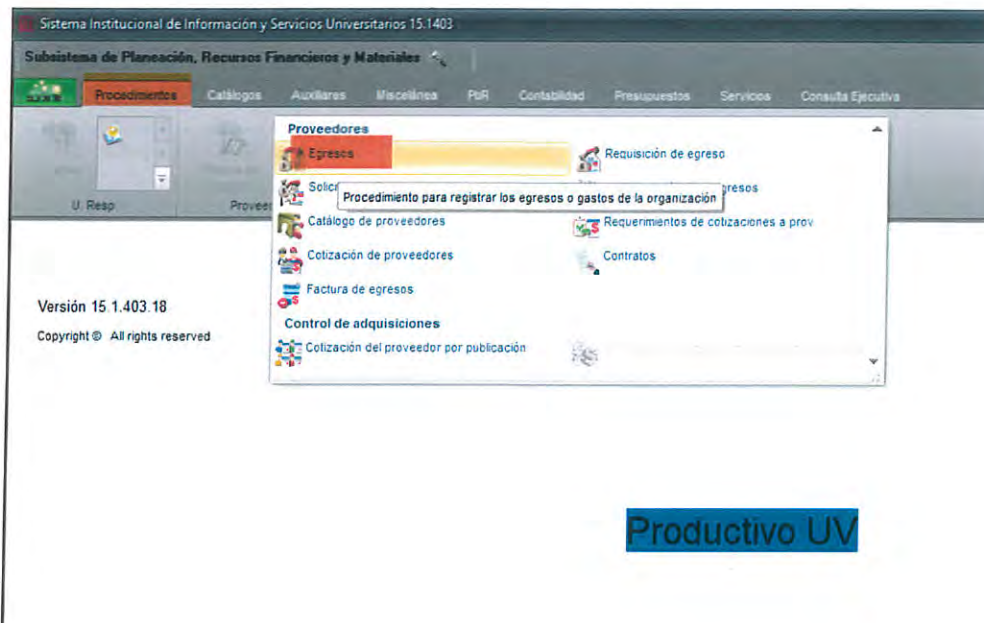 Sistema Institucional de Información y Servicios Universitarios 15.1403
Subsistema de Planeación, Recursos Financieros y Materiales
Procedimientos Catálogos Auxiliares Miscelánea PbR Contabilidad Presupuestos Servicios Consulta Ejecutiva
Proveedores
Egresos Requisición de egreso
Solic egresos
Procedimiento para registrar los egresos o gastos de la organización
U. Resp Proveed
Catálogo de proveedores Requerimientos de cotizaciones a prov
Cotización de proveedores Contratos
Factura de egresos
Versión 15.1.403.18
Control de adquisiciones
Copyright © All rights reserved
Cotización del proveedor por publicación
Productivo UV